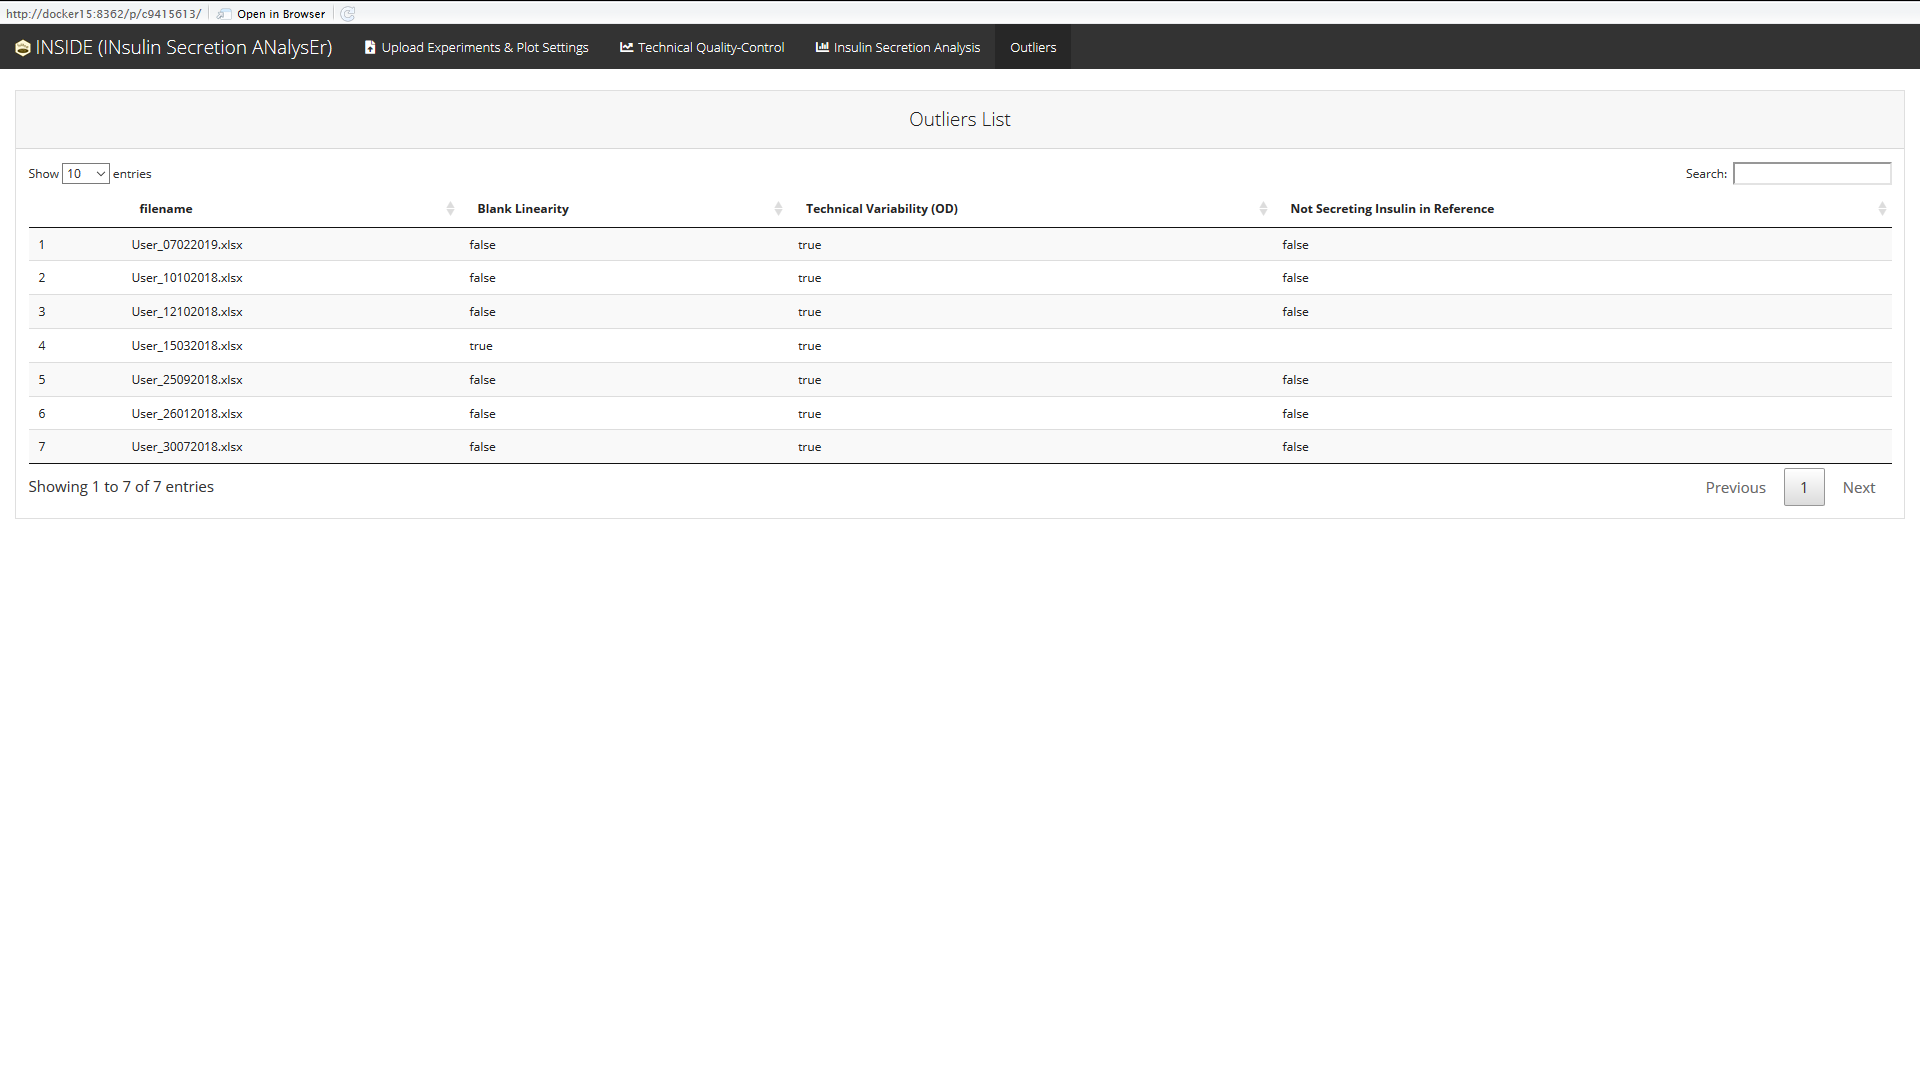 http://docker15:8362/p/c9415613/ Open in Browser
INSIDE (INsulin Secretion ANalysEr) Upload Experiments & Plot Settings Technical Quality-Control Insulin Secretion Analysis Outliers
Outliers List
Show 10 entries Search:
filename Blank Linearity Technical Variability (OD) Not Secreting Insulin in Reference
1 User_07022019.xlsx false true false
2 User_10102018.xlsx false true false
3 User_12102018.xlsx false true false
4 User_15032018.xlsx true true
5 User_25092018.xlsx false true false
6 User_26012018.xlsx false true false
7 User_30072018.xlsx false true false
Showing 1 to 7 of 7 entries Previous 1 Next